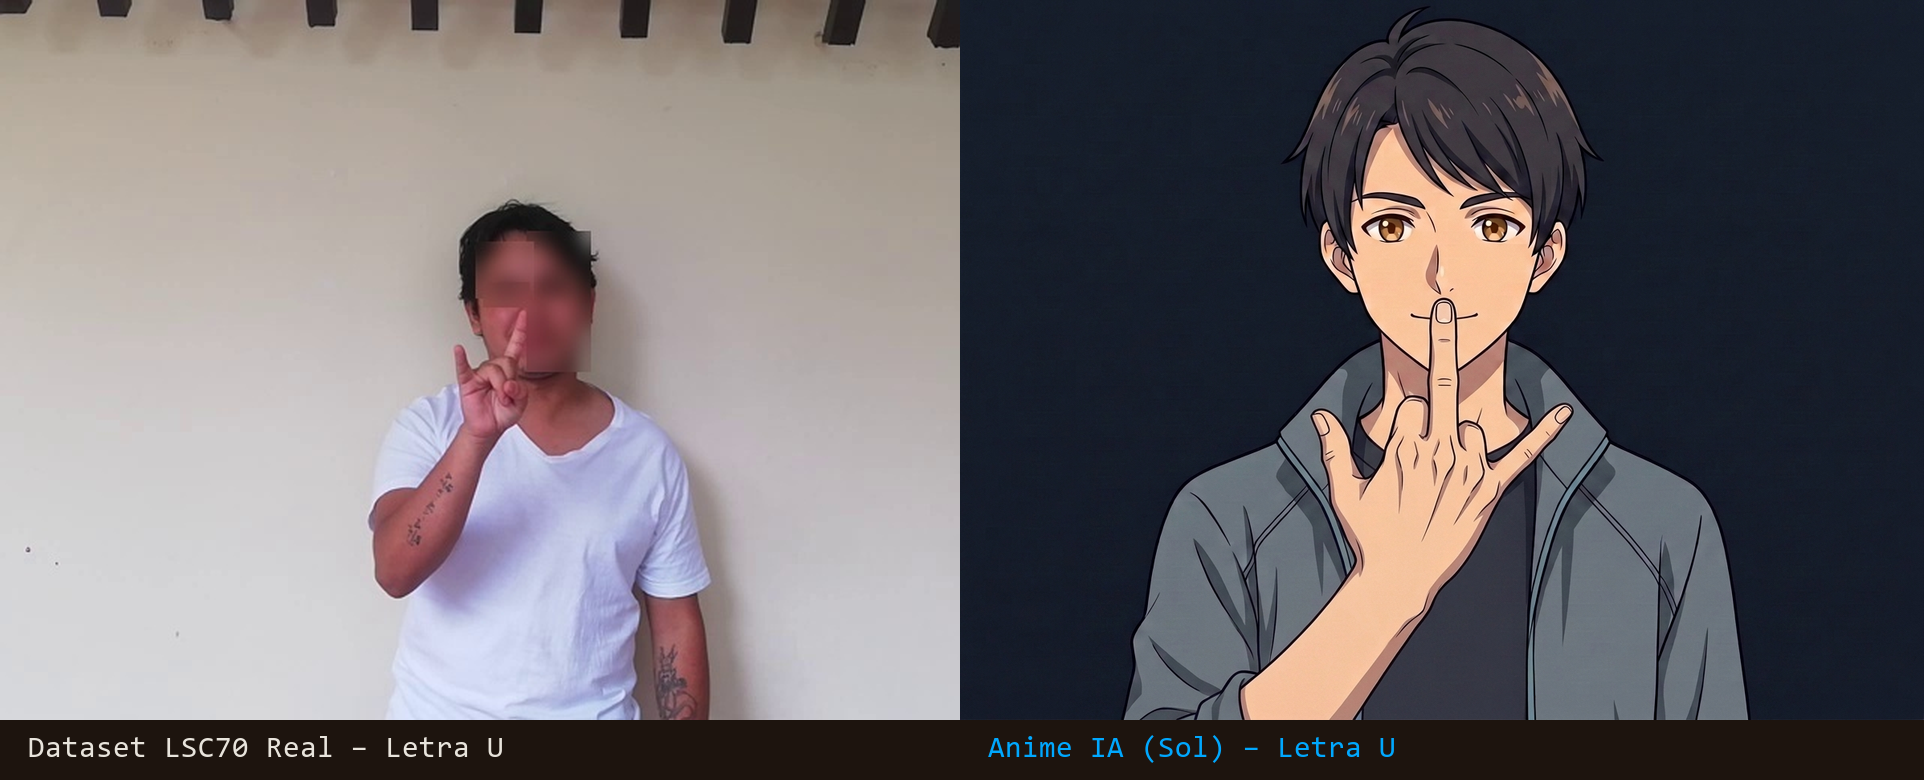 Dataset LSC70 Real – Letra U
Anime IA (Sol) – Letra U